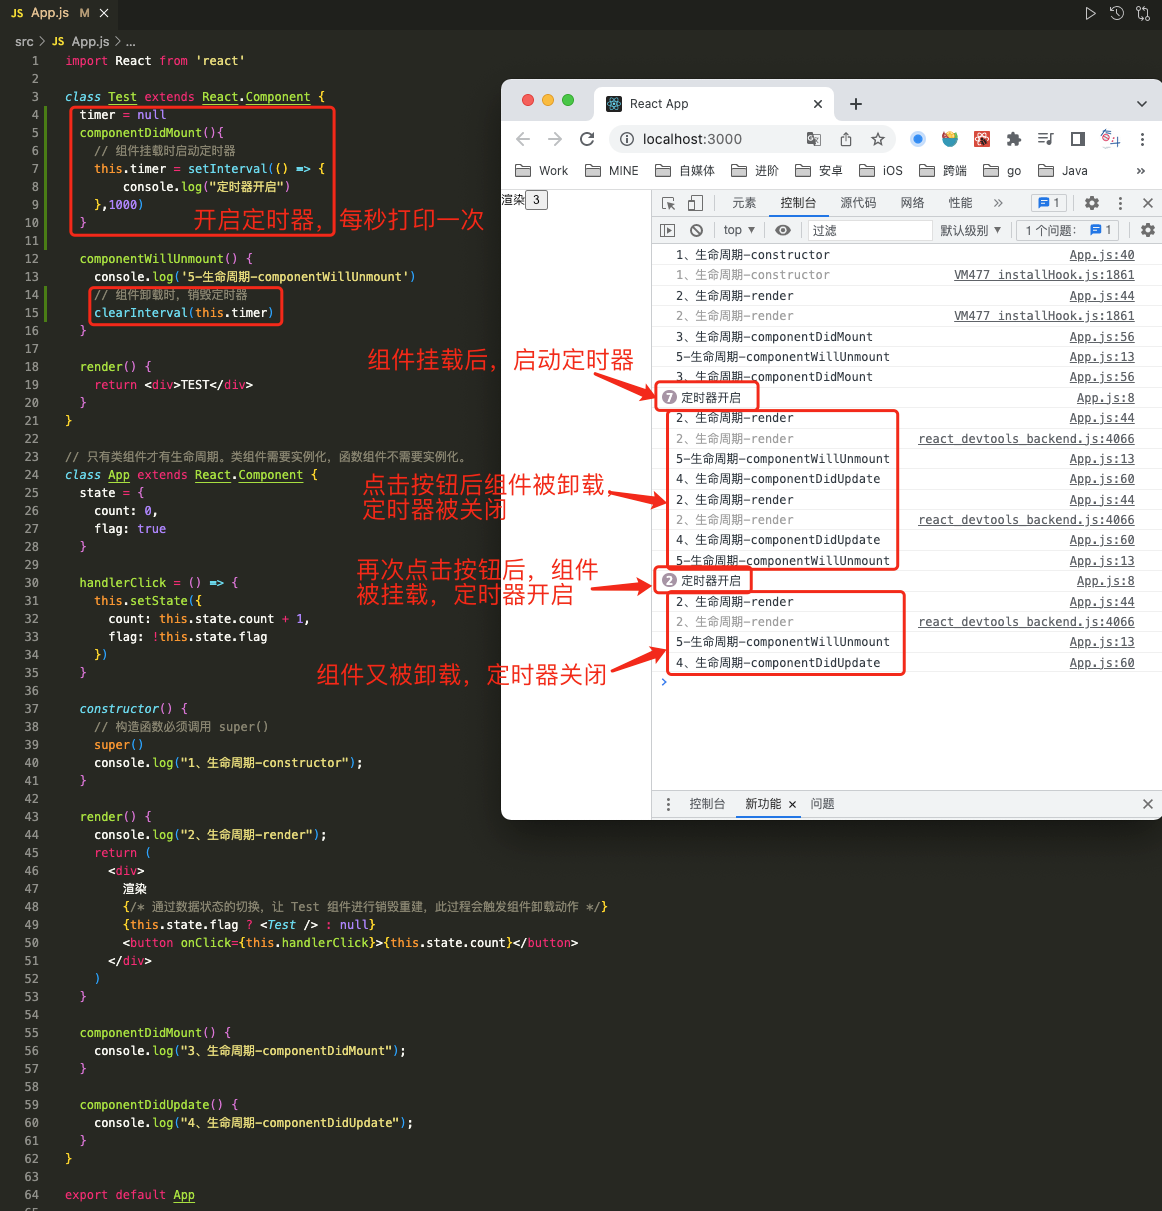 JS App.js M ×
src > JS App.js > ...
1 import React from 'react'
2
3 class Test extends React.Component {
4 timer = null
5 componentDidMount(){
6 // 组件挂载时启动定时器
7 this.timer = setInterval(() => {
8 console.log("定时器开启")
9 },1000)
10 }
开启定时器，每秒打印一次
11
12 componentWillUnmount() {
13 console.log('5-生命周期-componentWillUnmount')
14 // 组件卸载时，销毁定时器
15 clearInterval(this.timer)
16 }
17
18 render() {
19 return <div>TEST</div>
20 }
21 }
22
23 // 只有类组件才有生命周期。类组件需要实例化，函数组件不需要实例化。
24 class App extends React.Component {
25 state = {
26 count: 0,
27 flag: true
28 }
29
30 handlerClick = () => {
31 this.setState({
32 count: this.state.count + 1,
33 flag: !this.state.flag
34 })
35 }
36
37 constructor() {
38 // 构造函数必须调用 super()
39 super()
40 console.log("1、生命周期-constructor");
41 }
42
43 render() {
44 console.log("2、生命周期-render");
45 return (
46 <div>
47 渲染
48 {/* 通过数据状态的切换，让 Test 组件进行销毁重建，此过程会触发组件卸载动作 */}
49 {this.state.flag ? <Test /> : null}
50 <button onClick={this.handlerClick}>{this.state.count}</button>
51 </div>
52 )
53 }
54
55 componentDidMount() {
56 console.log("3、生命周期-componentDidMount");
57 }
58
59 componentDidUpdate() {
60 console.log("4、生命周期-componentDidUpdate");
61 }
62 }
63
64 export default App
React App
localhost:3000
Work MINE 自媒体 进阶 安卓 iOS 跨端 go Java »
渲染 3
元素 控制台 源代码 网络 性能 » 1
top ▼ 过滤 默认级别 ▼ 1 个问题: 1
1、生命周期-constructor App.js:40
1、生命周期-constructor VM477 installHook.js:1861
2、生命周期-render App.js:44
2、生命周期-render VM477 installHook.js:1861
3、生命周期-componentDidMount App.js:56
5-生命周期-componentWillUnmount App.js:13
3、生命周期-componentDidMount App.js:56
组件挂载后，启动定时器
7 定时器开启 App.js:8
2、生命周期-render App.js:44
2、生命周期-render react_devtools_backend.js:4066
5-生命周期-componentWillUnmount App.js:13
4、生命周期-componentDidUpdate App.js:60
2、生命周期-render App.js:44
2、生命周期-render react_devtools_backend.js:4066
4、生命周期-componentDidUpdate App.js:60
5-生命周期-componentWillUnmount App.js:13
点击按钮后组件被卸载，
定时器被关闭
2 定时器开启 App.js:8
再次点击按钮后，组件
被挂载，定时器开启
2、生命周期-render App.js:44
2、生命周期-render react_devtools_backend.js:4066
5-生命周期-componentWillUnmount App.js:13
4、生命周期-componentDidUpdate App.js:60
组件又被卸载，定时器关闭
控制台 新功能 × 问题